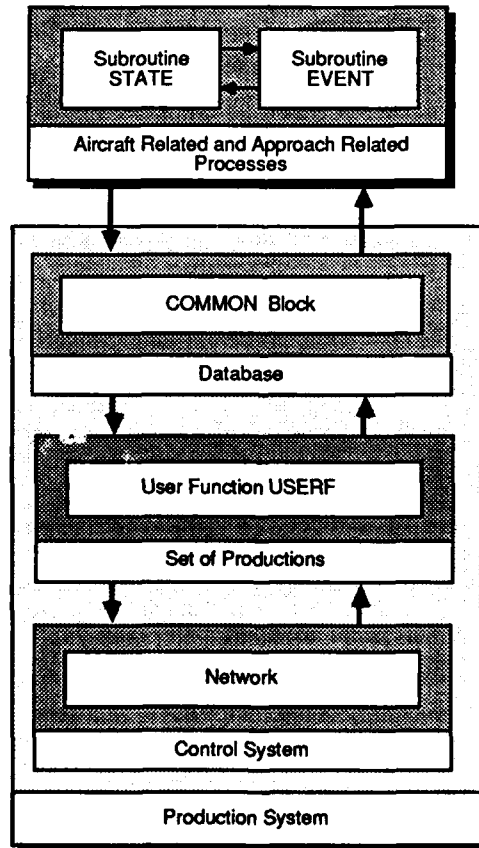 Subroutine Subroutine
STATE EVENT
Aircraft Related and Approach Related
Processes
COMMON Block
Database
User Function USERF
Set of Productions
Network
Control System
Production System